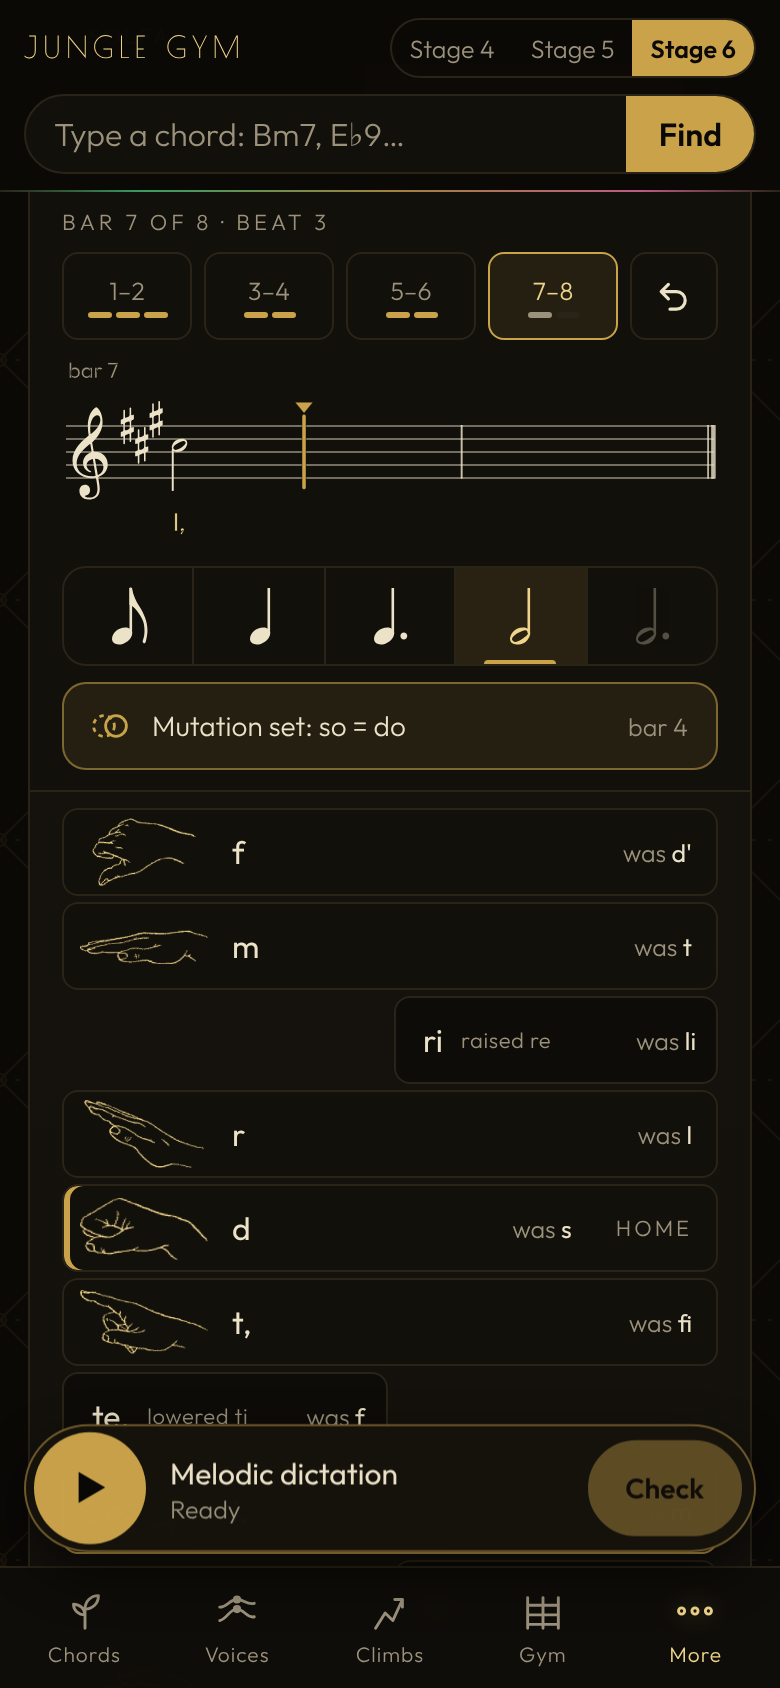 JUNGLE GYM
Stage 4 Stage 5 Stage 6
Type a chord: Bm7, E♭9... Find
BAR 7 OF 8 · BEAT 3
1–2 3–4 5–6 7–8
bar 7
l,
Mutation set: so = do bar 4
f was d'
m was t
ri raised re was li
r was l
d was s HOME
t, was fi
te, lowered ti was f
Melodic dictation
Ready
Check
Chords Voices Climbs Gym More